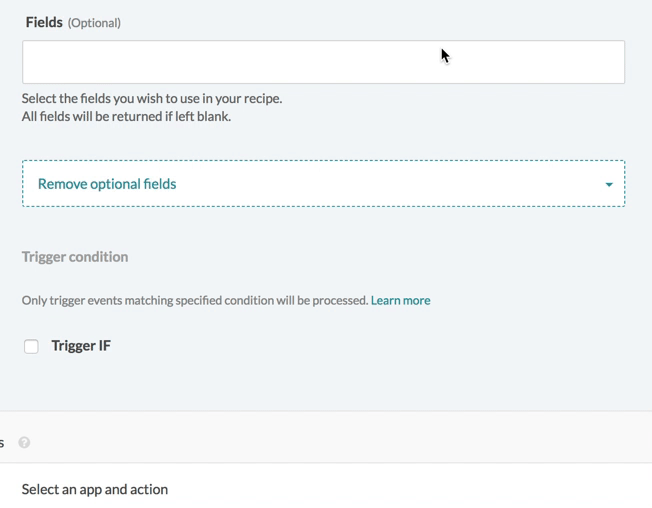 Fields (Optional)
Select the fields you wish to use in your recipe.
All fields will be returned if left blank.
Remove optional fields
Trigger condition
Only trigger events matching specified condition will be processed. Learn more
Trigger IF
s ?
Select an app and action